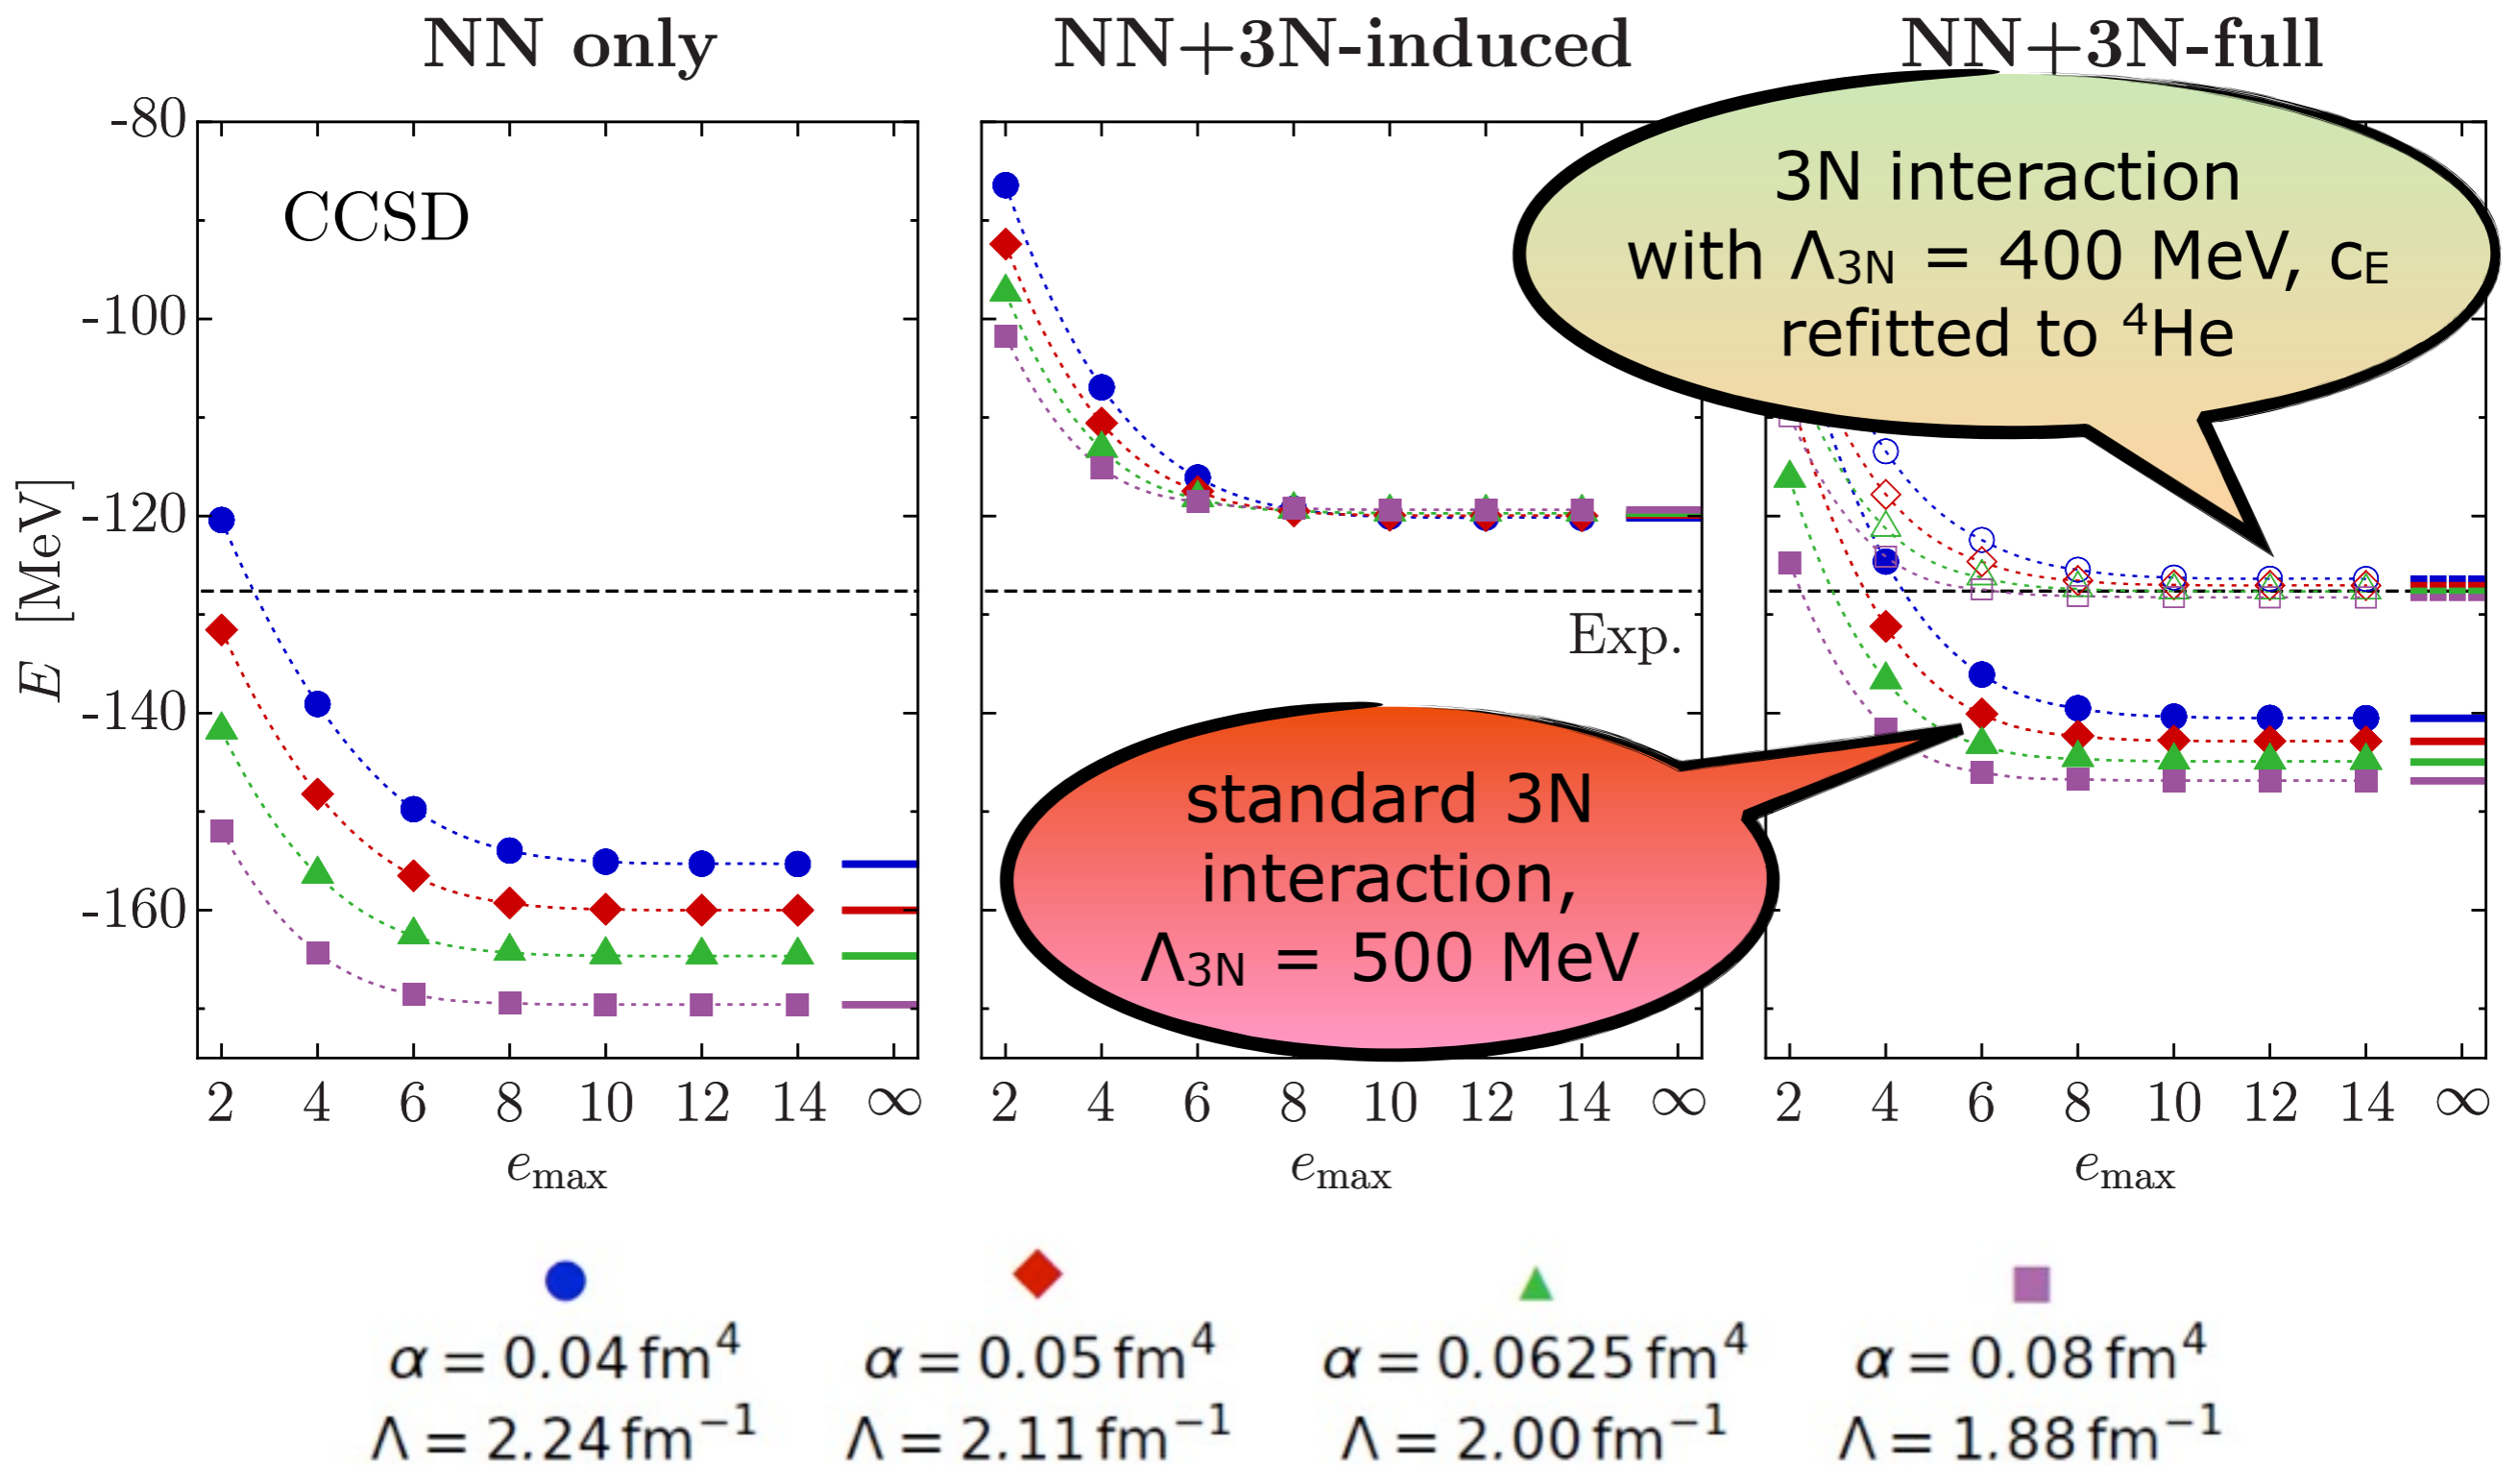 NN only
NN+3N-induced
NN+3N-full
-80
-100
-120
-140
-160
E [MeV]
CCSD
3N interaction
with Λ3N = 400 MeV, cE
refitted to ⁴He
Exp.
standard 3N
interaction,
Λ3N = 500 MeV
2 4 6 8 10 12 14 ∞
2 4 6 8 10 12 14 ∞
2 4 6 8 10 12 14 ∞
emax
emax
emax
α = 0.04 fm⁴
Λ = 2.24 fm⁻¹
α = 0.05 fm⁴
Λ = 2.11 fm⁻¹
α = 0.0625 fm⁴
Λ = 2.00 fm⁻¹
α = 0.08 fm⁴
Λ = 1.88 fm⁻¹